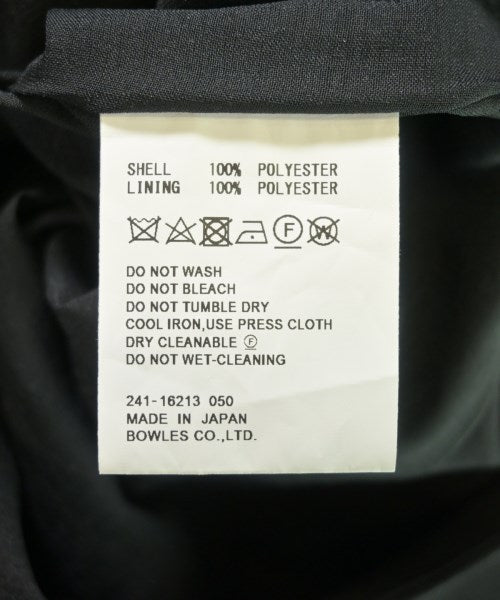 SHELL 100% POLYESTER
LINING 100% POLYESTER
F W
DO NOT WASH
DO NOT BLEACH
DO NOT TUMBLE DRY
COOL IRON,USE PRESS CLOTH
DRY CLEANABLE Ⓕ
DO NOT WET-CLEANING
241-16213 050
MADE IN JAPAN
BOWLES CO.,LTD.